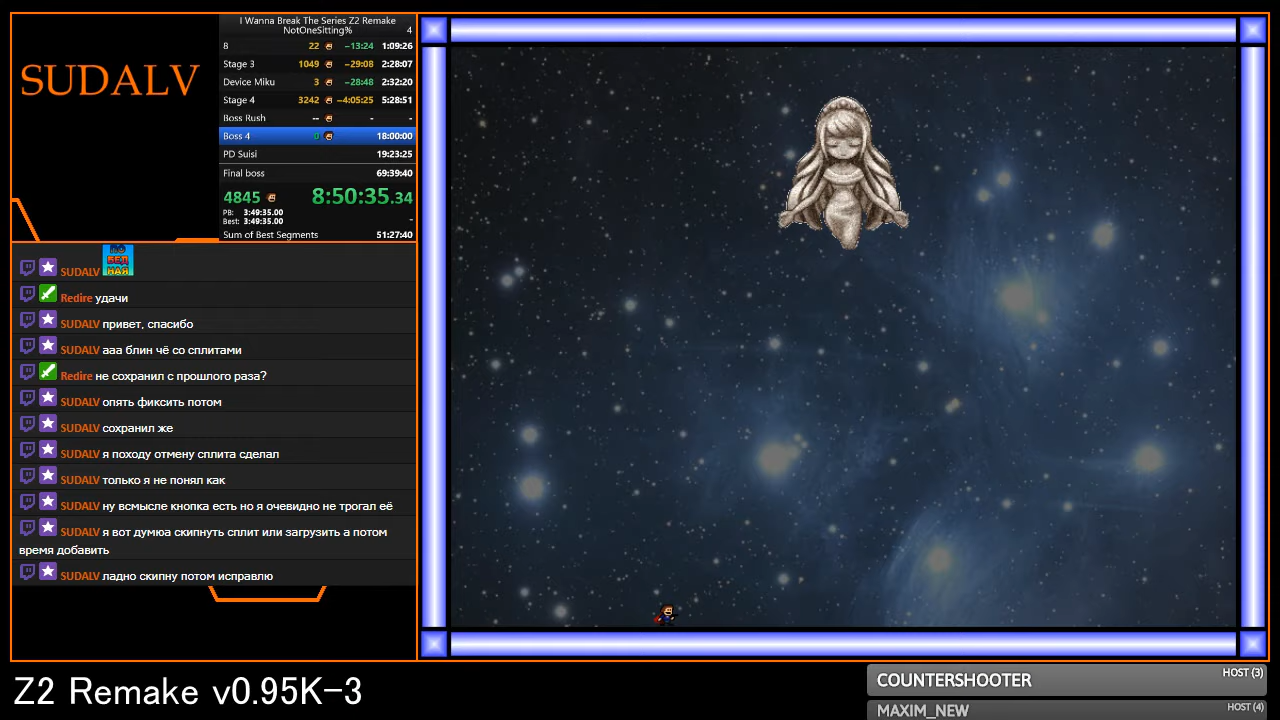 SUDALV
I Wanna Break The Series Z2 Remake
NotOneSitting% 4
8 22 −13:24 1:09:26
Stage 3 1049 −29:08 2:28:07
Device Miku 3 −28:48 2:32:20
Stage 4 3242 −4:05:25 5:28:51
Boss Rush -- - -
Boss 4 0 18:00:00
PD Suisi 19:23:25
Final boss 69:39:40
4845 8:50:35.34
PB: 3:49:35.00
Best: 3:49:35.00 -
Sum of Best Segments 51:27:40
SUDALV ПО
БЕД
НАЯ
Redire удачи
SUDALV привет, спасибо
SUDALV ааа блин чё со сплитами
Redire не сохранил с прошлого раза?
SUDALV опять фиксить потом
SUDALV сохранил же
SUDALV я походу отмену сплита сделал
SUDALV только я не понял как
SUDALV ну всмысле кнопка есть но я очевидно не трогал её
SUDALV я вот думюа скипнуть сплит или загрузить а потом
время добавить
SUDALV ладно скипну потом исправлю
Z2 Remake v0.95K-3
COUNTERSHOOTER HOST (3)
MAXIM_NEW HOST (4)